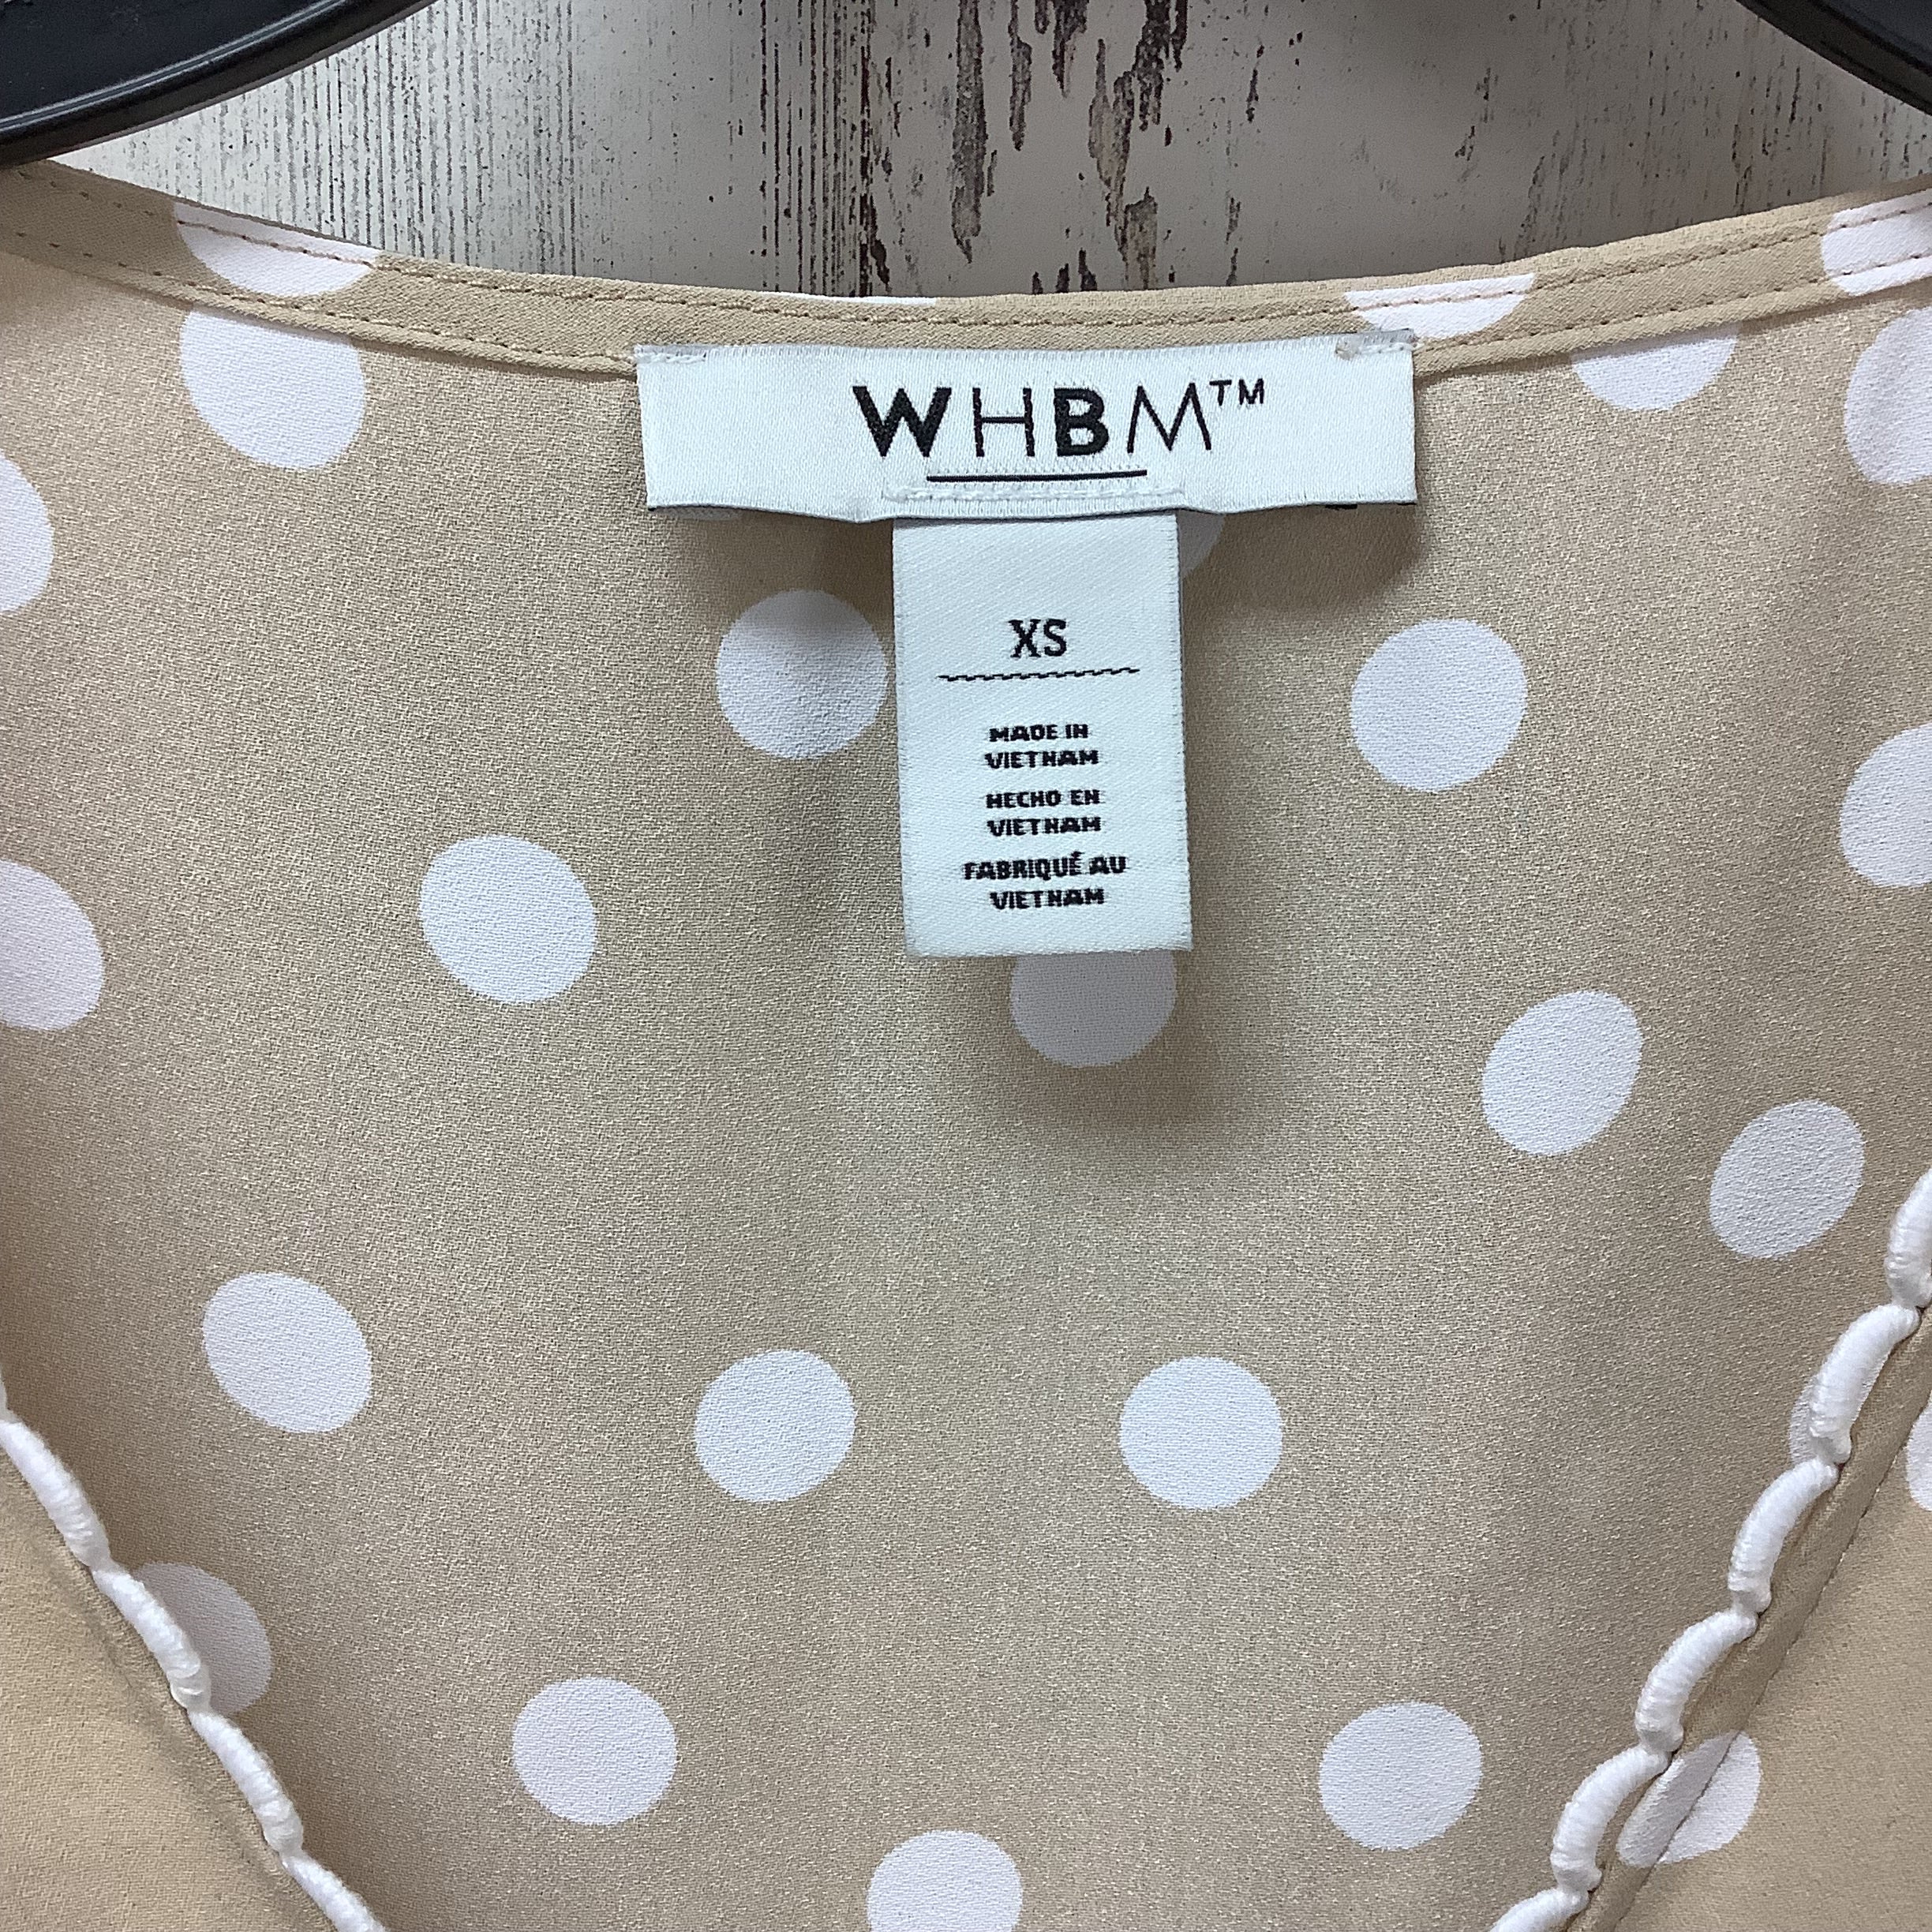 WHBM™
XS
MADE IN
VIETNAM
HECHO EN
VIETNAM
FABRIQUÉ AU
VIETNAM